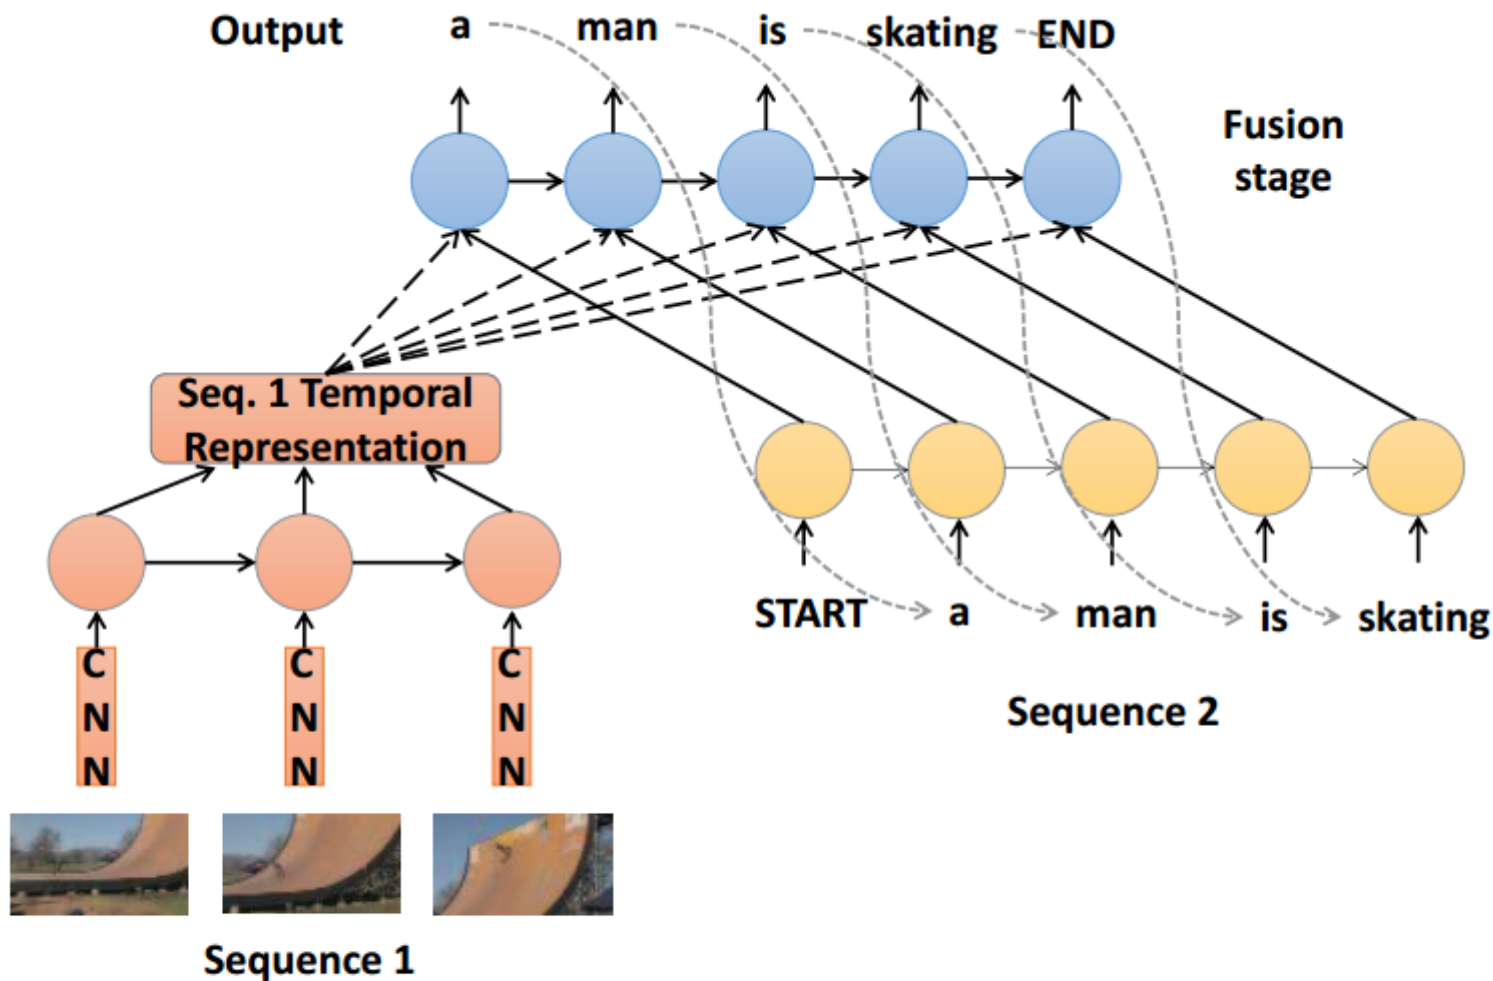 Output a man is skating END
Fusion
stage
Seq. 1 Temporal
Representation
START a man is skating
C C C
N N N
N N N
Sequence 2
Sequence 1